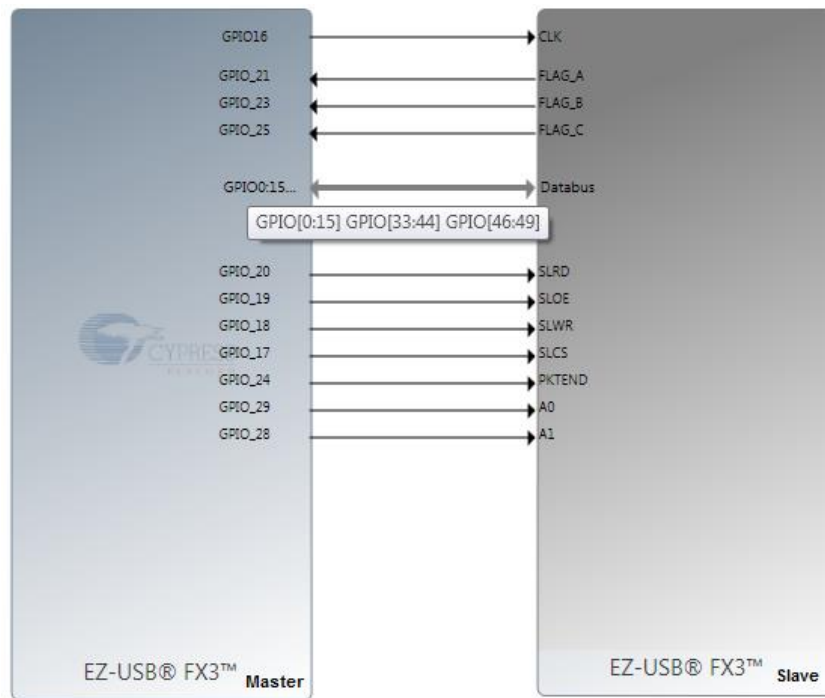 GPIO16 CLK
GPIO_21 FLAG_A
GPIO_23 FLAG_B
GPIO_25 FLAG_C
GPIO0:15... Databus
GPIO[0:15] GPIO[33:44] GPIO[46:49]
GPIO_20 SLRD
GPIO_19 SLOE
GPIO_18 SLWR
CYPRESS
GPIO_17 SLCS
GPIO_24 PKTEND
GPIO_29 A0
GPIO_28 A1
EZ-USB® FX3™ Master
EZ-USB® FX3™ Slave